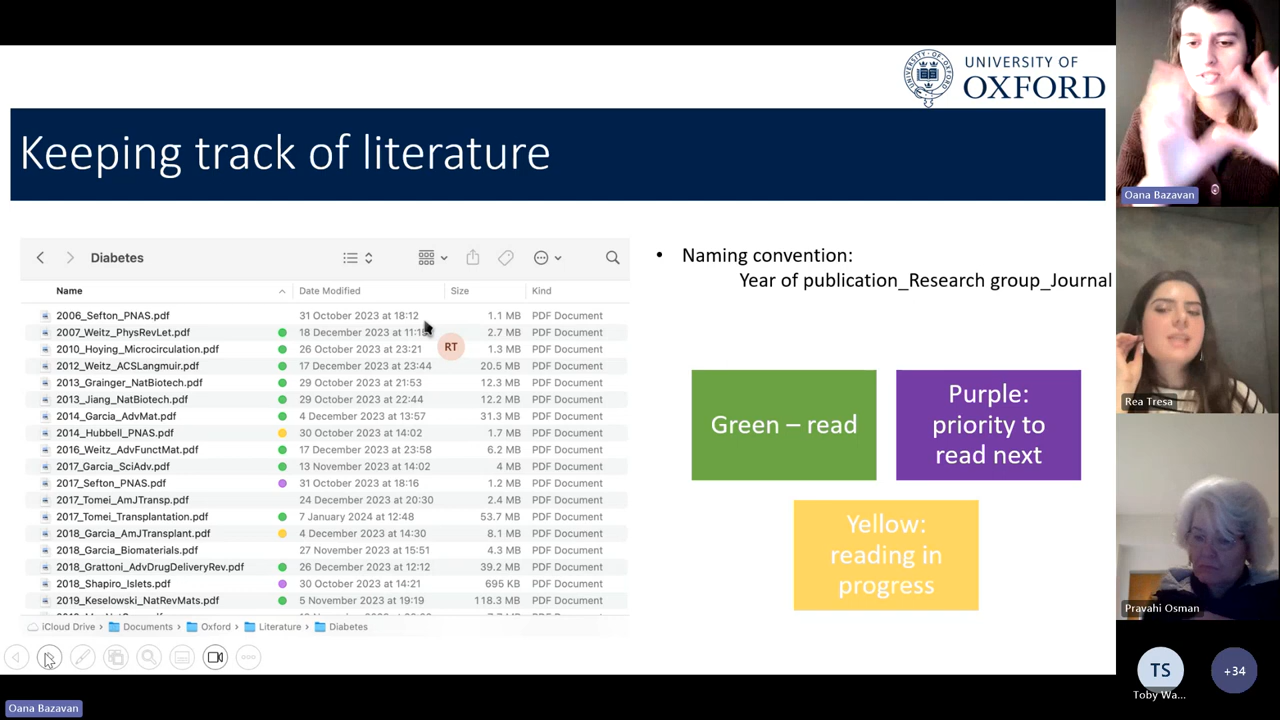 UNIVERSITY OF
OXFORD
Keeping track of literature
Diabetes
Name Date Modified Size Kind
2006_Sefton_PNAS.pdf 31 October 2023 at 18:12 1.1 MB PDF Document
2007_Weitz_PhysRevLet.pdf 18 December 2023 at 11:1 2.7 MB PDF Document
2010_Hoying_Microcirculation.pdf 26 October 2023 at 23:21 1.3 MB PDF Document
RT
2012_Weitz_ACSLangmuir.pdf 17 December 2023 at 23:44 20.5 MB PDF Document
2013_Grainger_NatBiotech.pdf 29 October 2023 at 21:53 12.3 MB PDF Document
2013_Jiang_NatBiotech.pdf 29 October 2023 at 22:44 12.2 MB PDF Document
2014_Garcia_AdvMat.pdf 4 December 2023 at 13:57 31.3 MB PDF Document
2014_Hubbell_PNAS.pdf 30 October 2023 at 14:02 1.7 MB PDF Document
2016_Weitz_AdvFunctMat.pdf 17 December 2023 at 23:58 6.2 MB PDF Document
2017_Garcia_SciAdv.pdf 13 November 2023 at 14:02 4 MB PDF Document
2017_Sefton_PNAS.pdf 31 October 2023 at 18:16 1.2 MB PDF Document
2017_Tomei_AmJTransp.pdf 24 December 2023 at 20:30 2.4 MB PDF Document
2017_Tomei_Transplantation.pdf 7 January 2024 at 12:48 53.7 MB PDF Document
2018_Garcia_AmJTransplant.pdf 4 December 2023 at 14:30 8.1 MB PDF Document
2018_Garcia_Biomaterials.pdf 27 November 2023 at 15:51 4.3 MB PDF Document
2018_Grattoni_AdvDrugDeliveryRev.pdf 26 December 2023 at 12:12 39.2 MB PDF Document
2018_Shapiro_Islets.pdf 30 October 2023 at 14:21 695 KB PDF Document
2019_Keselowski_NatRevMats.pdf 5 November 2023 at 19:19 118.3 MB PDF Document
iCloud Drive › Documents › Oxford › Literature › Diabetes
• Naming convention:
Year of publication_Research group_Journal
Green – read
Purple:
priority to
read next
Yellow:
reading in
progress
Oana Bazavan
Rea Tresa
Pravahi Osman
TS
Toby Wa...
+34
Oana Bazavan